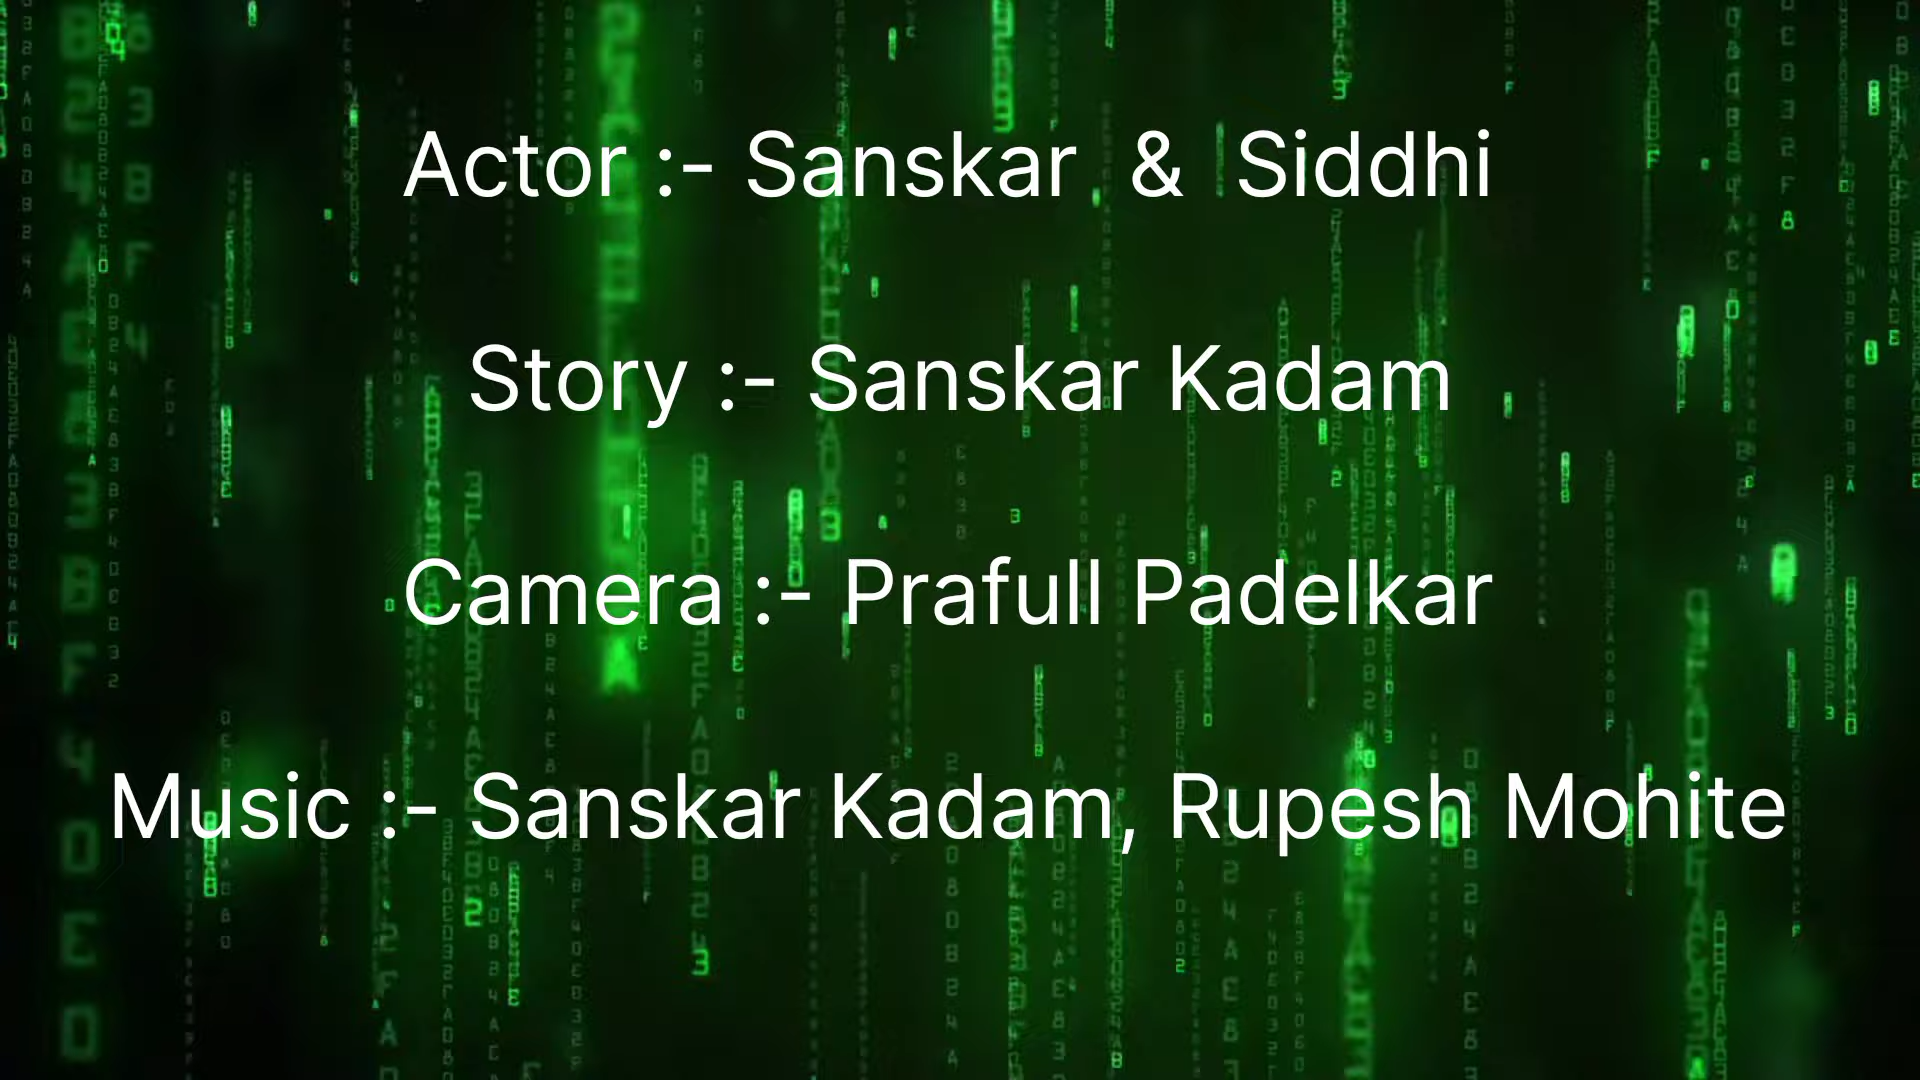 Actor :- Sanskar & Siddhi
Story :- Sanskar Kadam
Camera :- Prafull Padelkar
Music :- Sanskar Kadam, Rupesh Mohite